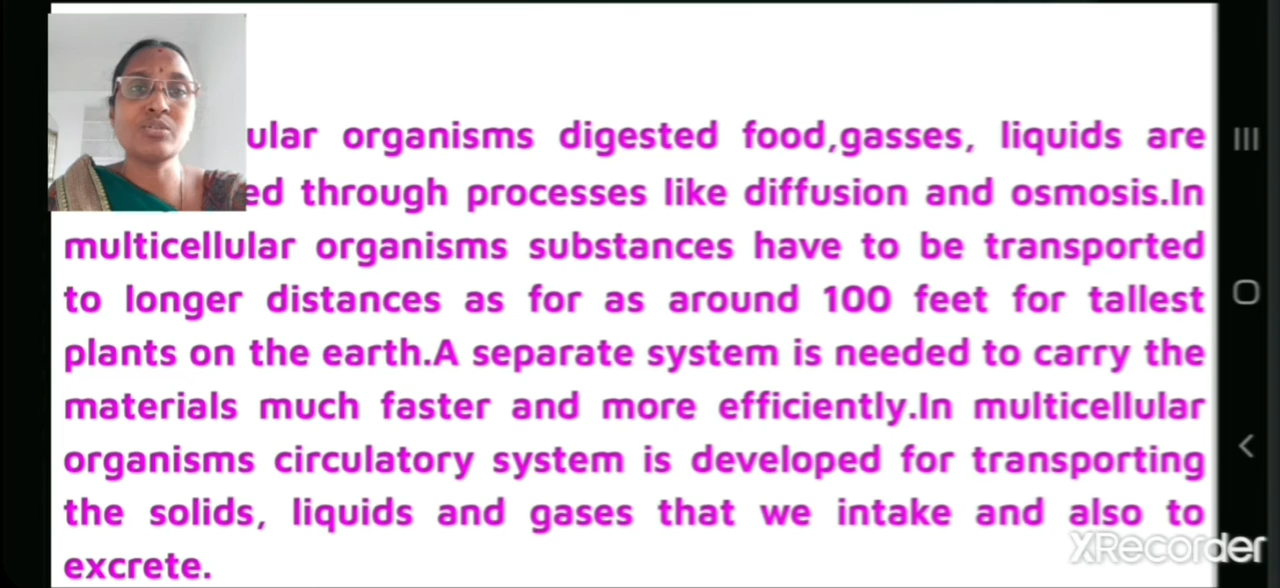 ular organisms digested food,gasses, liquids are
ed through processes like diffusion and osmosis.In
multicellular organisms substances have to be transported
to longer distances as for as around 100 feet for tallest
plants on the earth.A separate system is needed to carry the
materials much faster and more efficiently.In multicellular
organisms circulatory system is developed for transporting
the solids, liquids and gases that we intake and also to
excrete.
XRecorder